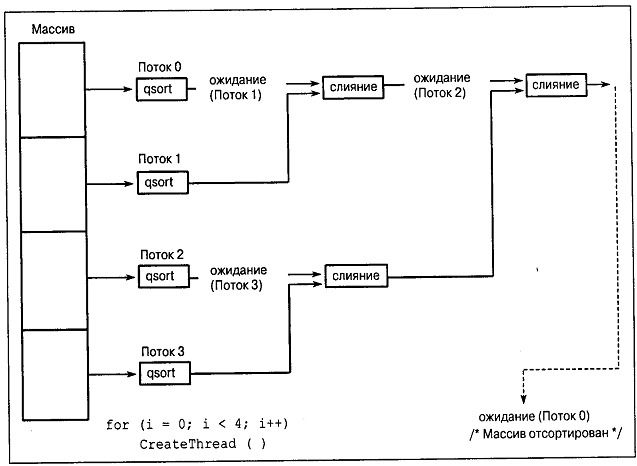 Массив
Поток 0
qsort
ожидание
(Поток 1)
слияние
ожидание
(Поток 2)
слияние
Поток 1
qsort
Поток 2
qsort
ожидание
(Поток 3)
слияние
Поток 3
qsort
for (i = 0; i < 4; i++)
CreateThread ( )
ожидание (Поток 0)
/* Массив отсортирован */